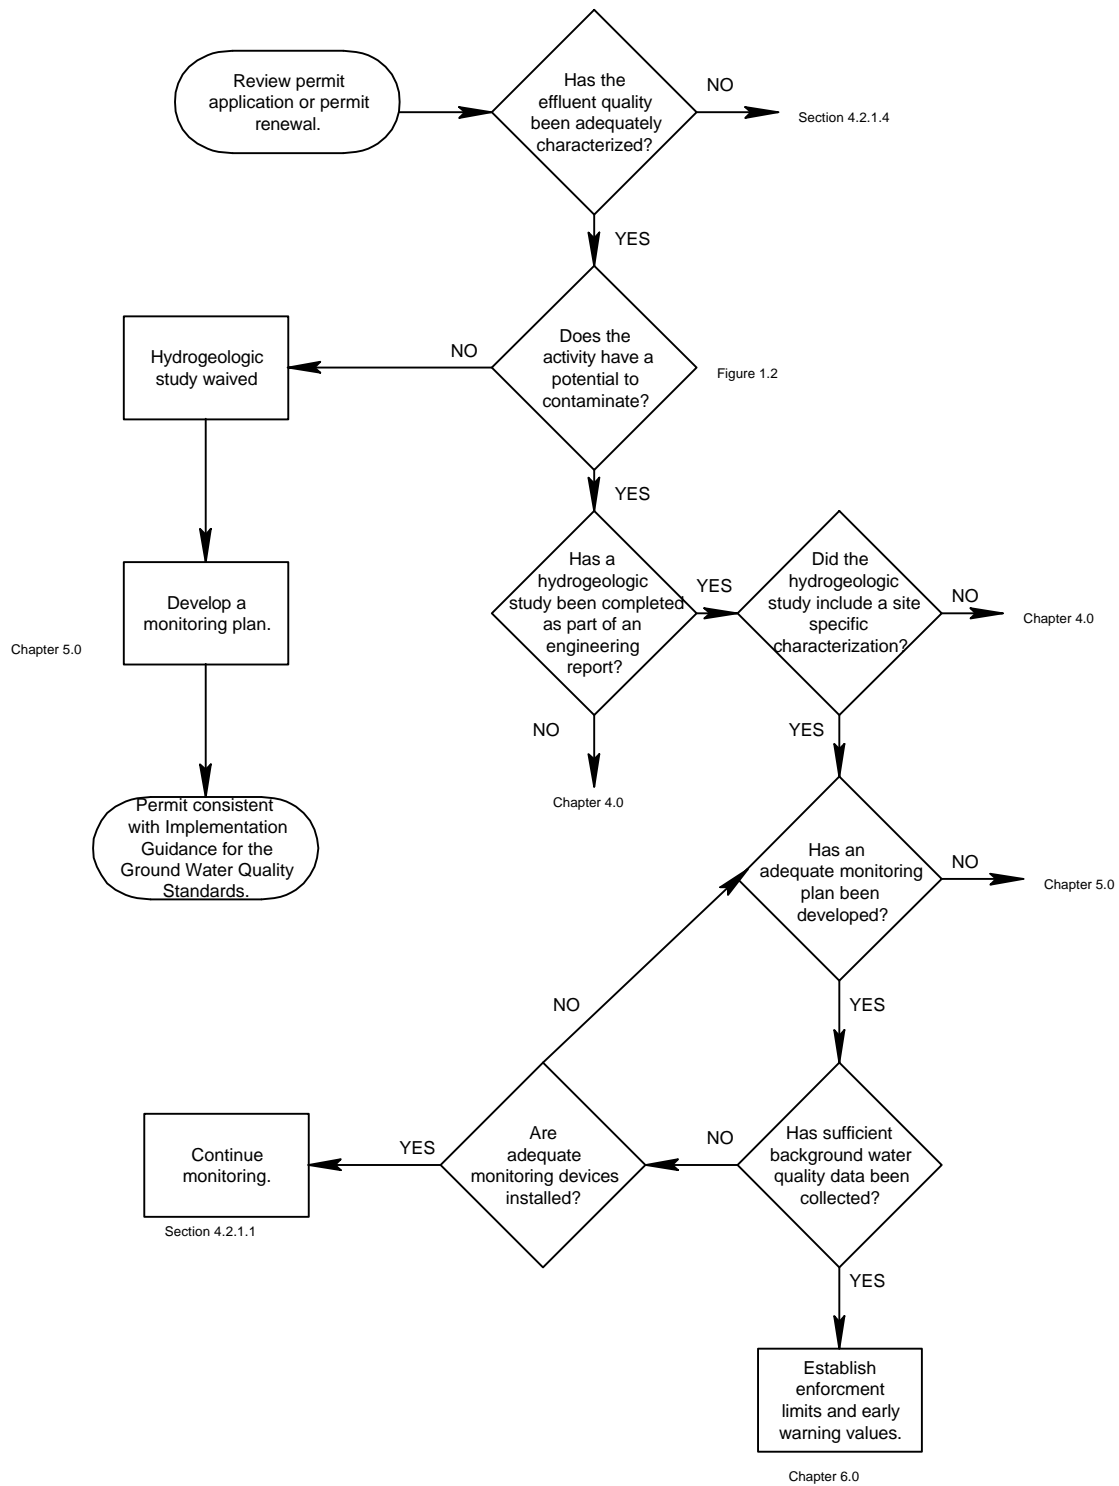 Review permit
application or permit
renewal.
Has the
effluent quality
been adequately
characterized?
NO
Section 4.2.1.4
YES
Does the
activity have a
potential to
contaminate?
NO
Figure 1.2
Hydrogeologic
study waived
YES
Has a
hydrogeologic
study been completed
as part of an
engineering
report?
YES
Did the
hydrogeologic
study include a site
specific
characterization?
NO
Chapter 4.0
Develop a
monitoring plan.
Chapter 5.0
NO
Chapter 4.0
YES
Permit consistent
with Implementation
Guidance for the
Ground Water Quality
Standards.
Has an
adequate monitoring
plan been
developed?
NO
Chapter 5.0
YES
NO
Has sufficient
background water
quality data been
collected?
NO
Are
adequate
monitoring devices
installed?
YES
Continue
monitoring.
Section 4.2.1.1
YES
Establish
enforcment
limits and early
warning values.
Chapter 6.0